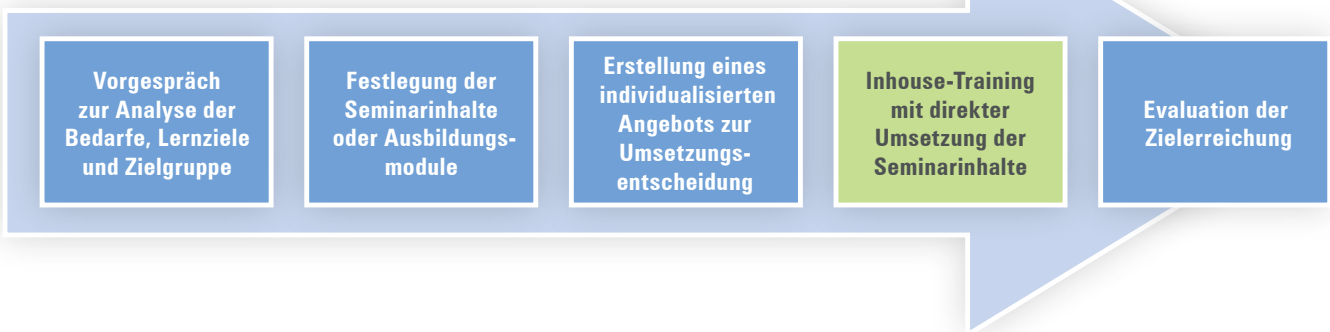 Vorgespräch
zur Analyse der
Bedarfe, Lernziele
und Zielgruppe
Festlegung der
Seminarinhalte
oder Ausbildungs-
module
Erstellung eines
individualisierten
Angebots zur
Umsetzungs-
entscheidung
Inhouse-Training
mit direkter
Umsetzung der
Seminarinhalte
Evaluation der
Zielerreichung